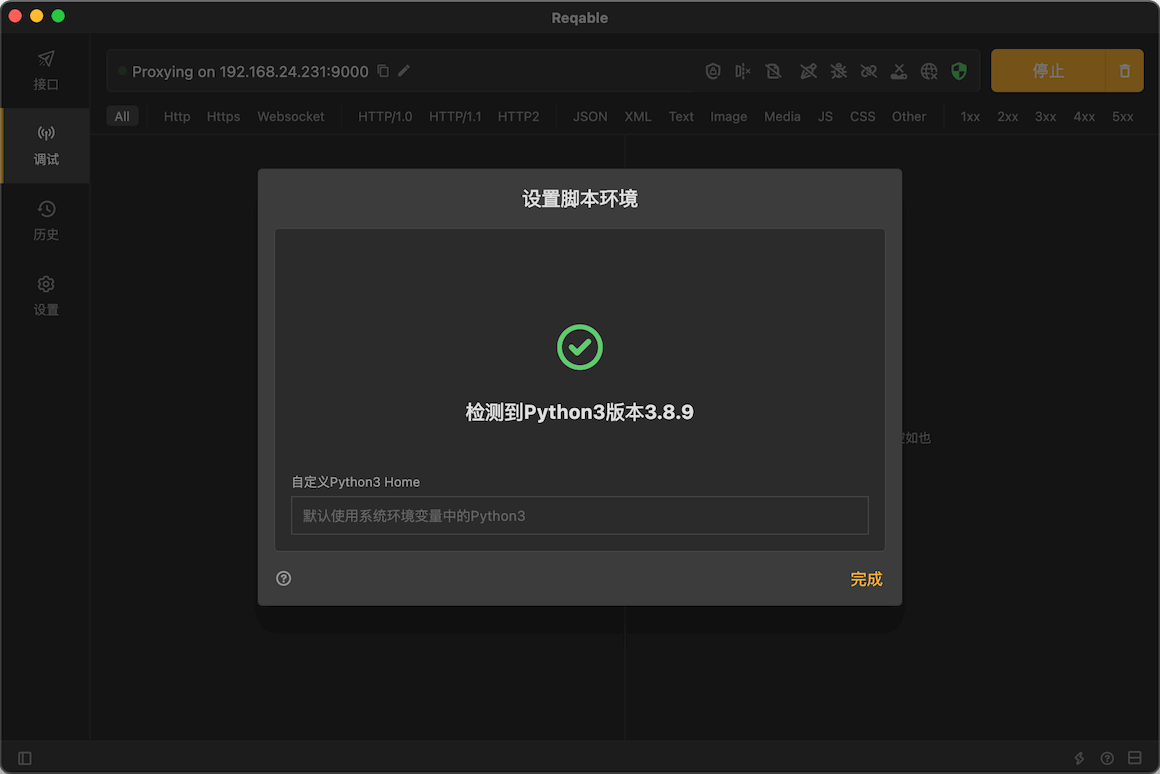 Reqable
接口
Proxying on 192.168.24.231:9000
停止
All Http Https Websocket HTTP/1.0 HTTP/1.1 HTTP2 JSON XML Text Image Media JS CSS Other 1xx 2xx 3xx 4xx 5xx
调试
历史
设置
设置脚本环境
检测到Python3版本3.8.9
如也
自定义Python3 Home
默认使用系统环境变量中的Python3
完成